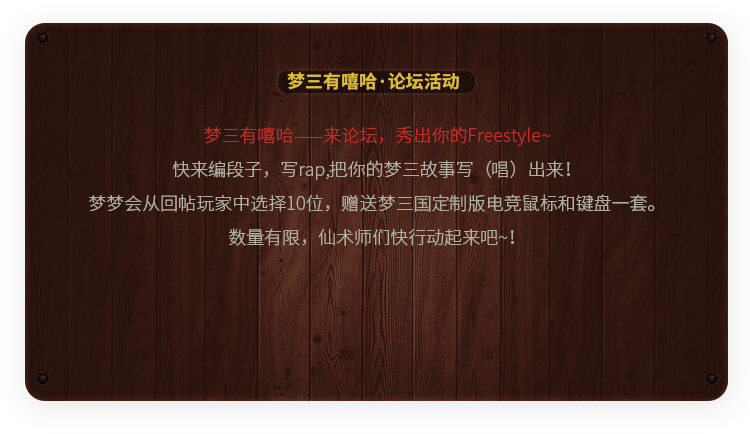 梦三有嘻哈·论坛活动
梦三有嘻哈——来论坛，秀出你的Freestyle~
快来编段子，写rap,把你的梦三故事写（唱）出来！
梦梦会从回帖玩家中选择10位，赠送梦三国定制版电竞鼠标和键盘一套。
数量有限，仙术师们快行动起来吧~！